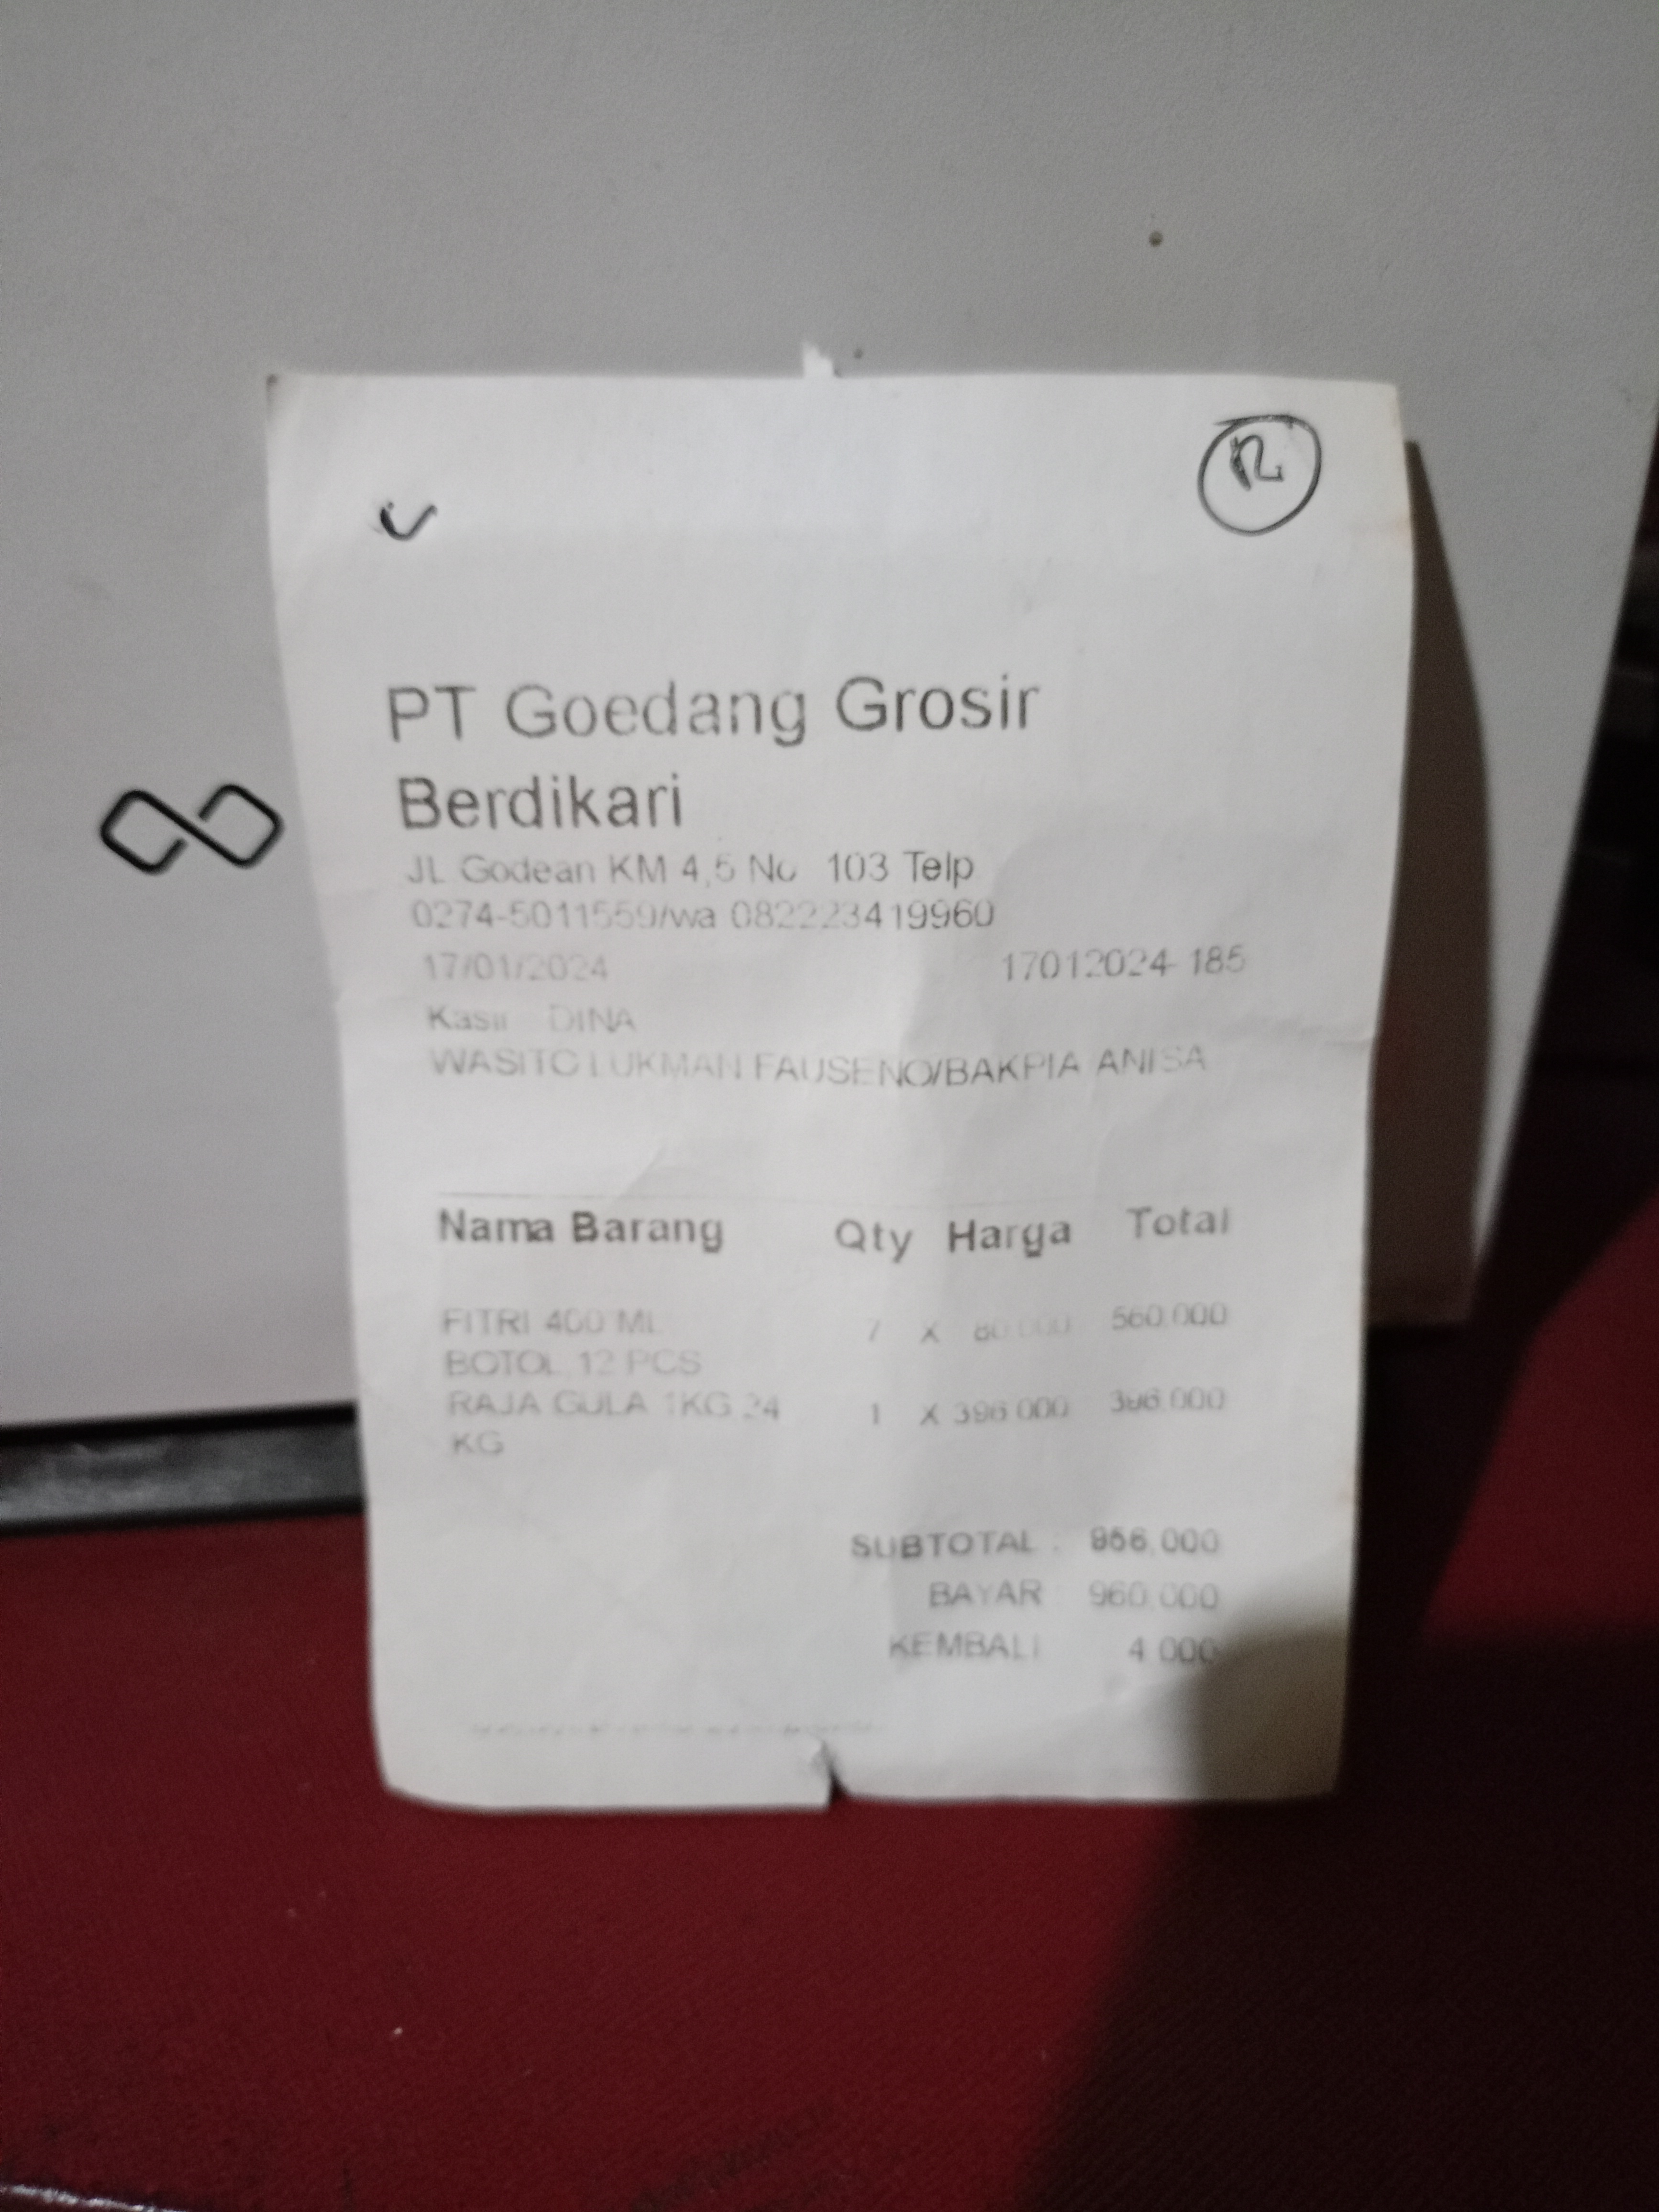 12
PT Goedang Grosir
Berdikari
JL Godean KM 4,5 No 103 Telp
0274-5011559/wa 082223419960
17/01/2024 17012024-185
Kasir DINA
WASITO LUKMAN FAUSENO/BAKPIA ANISA
Nama Barang Qty Harga Total
FITRI 400 ML 7 X 80.000 560.000
BOTOL 12 PCS
RAJA GULA 1KG 24 1 X 396.000 396.000
KG
SUBTOTAL : 956.000
BAYAR 960.000
KEMBALI 4.000